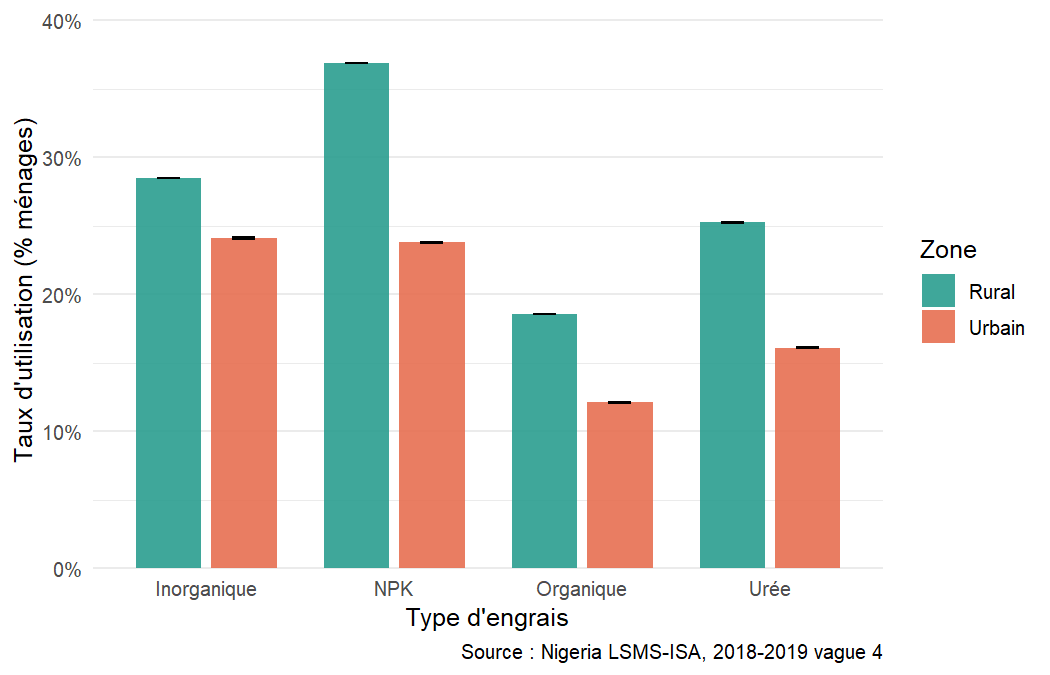 Taux d'utilisation (% ménages)
40%
30%
20%
10%
0%
Inorganique
NPK
Organique
Urée
Type d'engrais
Zone
Rural
Urbain
Source : Nigeria LSMS-ISA, 2018-2019 vague 4